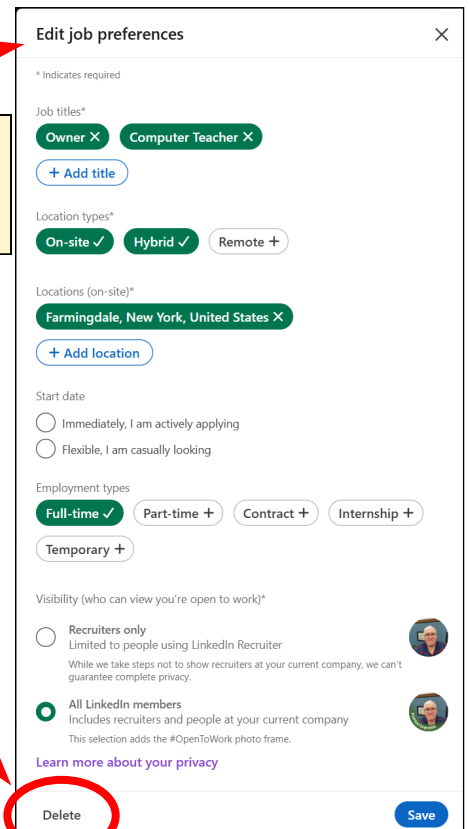 Edit job preferences
* Indicates required
Job titles*
Owner Computer Teacher
+ Add title
Location types*
On-site ✓ Hybrid ✓ Remote +
Locations (on-site)*
Farmingdale, New York, United States
+ Add location
Start date
Immediately, I am actively applying
Flexible, I am casually looking
Employment types
Full-time ✓ Part-time + Contract + Internship +
Temporary +
Visibility (who can view you're open to work)*
Recruiters only
Limited to people using LinkedIn Recruiter
While we take steps not to show recruiters at your current company, we can't
guarantee complete privacy.
All LinkedIn members
Includes recruiters and people at your current company
This selection adds the #OpenToWork photo frame.
Learn more about your privacy
Delete Save